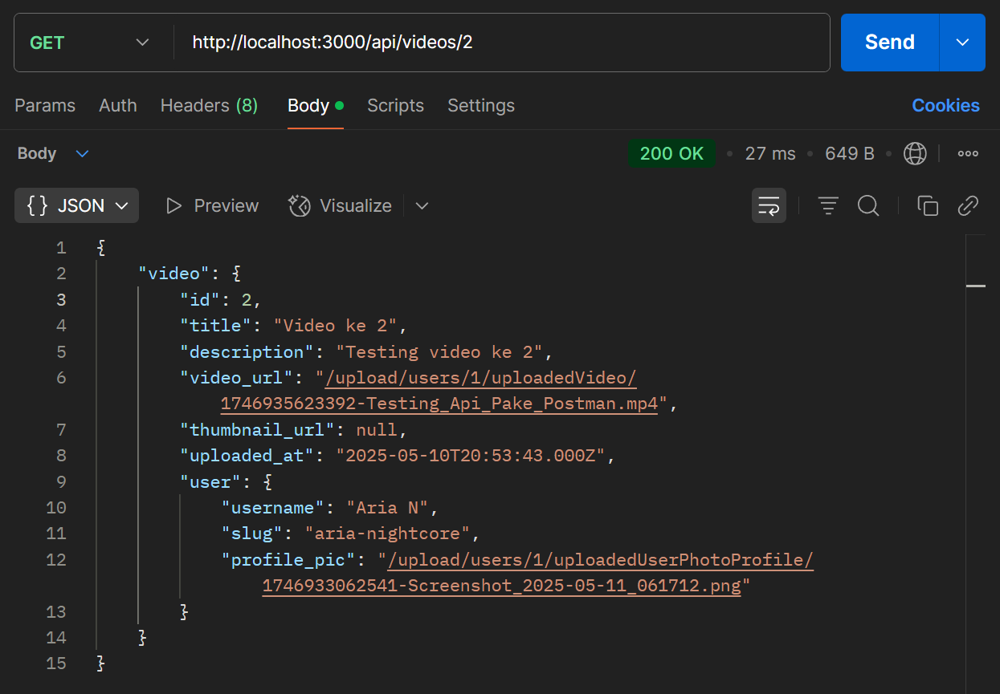 GET http://localhost:3000/api/videos/2 Send
Params Auth Headers (8) Body Scripts Settings Cookies
Body 200 OK 27 ms 649 B
{} JSON Preview Visualize
1 {
2 "video": {
3 "id": 2,
4 "title": "Video ke 2",
5 "description": "Testing video ke 2",
6 "video_url": "/upload/users/1/uploadedVideo/
1746935623392-Testing_Api_Pake_Postman.mp4",
7 "thumbnail_url": null,
8 "uploaded_at": "2025-05-10T20:53:43.000Z",
9 "user": {
10 "username": "Aria N",
11 "slug": "aria-nightcore",
12 "profile_pic": "/upload/users/1/uploadedUserPhotoProfile/
1746933062541-Screenshot_2025-05-11_061712.png"
13 }
14 }
15 }